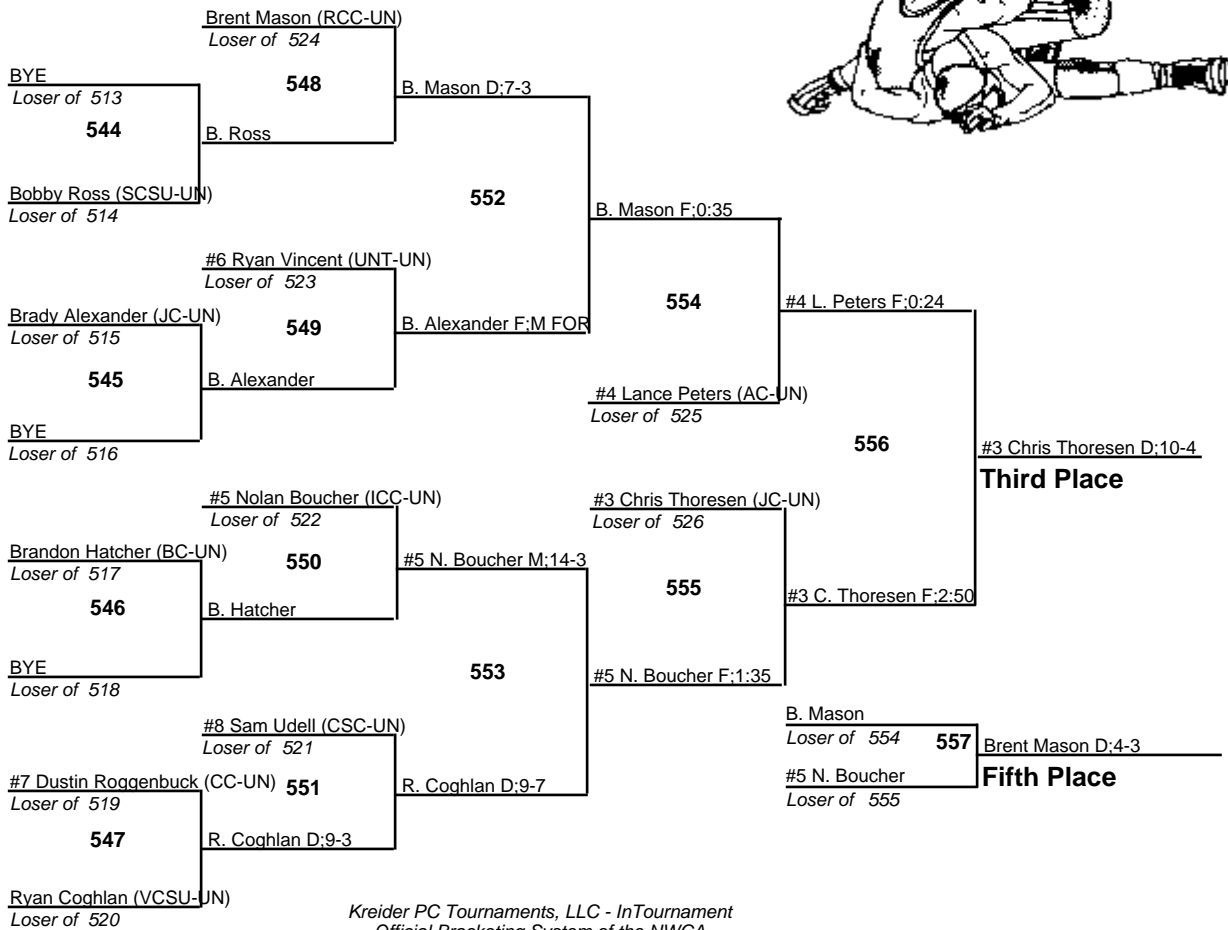 Brent Mason (RCC-UN)
Loser of 524
548
BYE
Loser of 513
544
B. Mason D;7-3
B. Ross
Bobby Ross (SCSU-UN)
Loser of 514
552
B. Mason F;0:35
#6 Ryan Vincent (UNT-UN)
Loser of 523
Brady Alexander (JC-UN)
Loser of 515
549
B. Alexander F;M FOR
554
#4 L. Peters F;0:24
545
B. Alexander
#4 Lance Peters (AC-UN)
Loser of 525
BYE
Loser of 516
556
#3 Chris Thoresen D;10-4
Third Place
#5 Nolan Boucher (ICC-UN)
Loser of 522
#3 Chris Thoresen (JC-UN)
Loser of 526
Brandon Hatcher (BC-UN)
Loser of 517
550
#5 N. Boucher M;14-3
555
546
B. Hatcher
#3 C. Thoresen F;2:50
BYE
Loser of 518
553
#5 N. Boucher F;1:35
#8 Sam Udell (CSC-UN)
Loser of 521
B. Mason
Loser of 554
557
Brent Mason D;4-3
Fifth Place
#5 N. Boucher
Loser of 555
#7 Dustin Roggenbuck (CC-UN)
Loser of 519
551
R. Coghlan D;9-7
547
R. Coghlan D;9-3
Ryan Coghlan (VCSU-UN)
Loser of 520
Kreider PC Tournaments, LLC - InTournament
Official Bracketing System of the NWCA